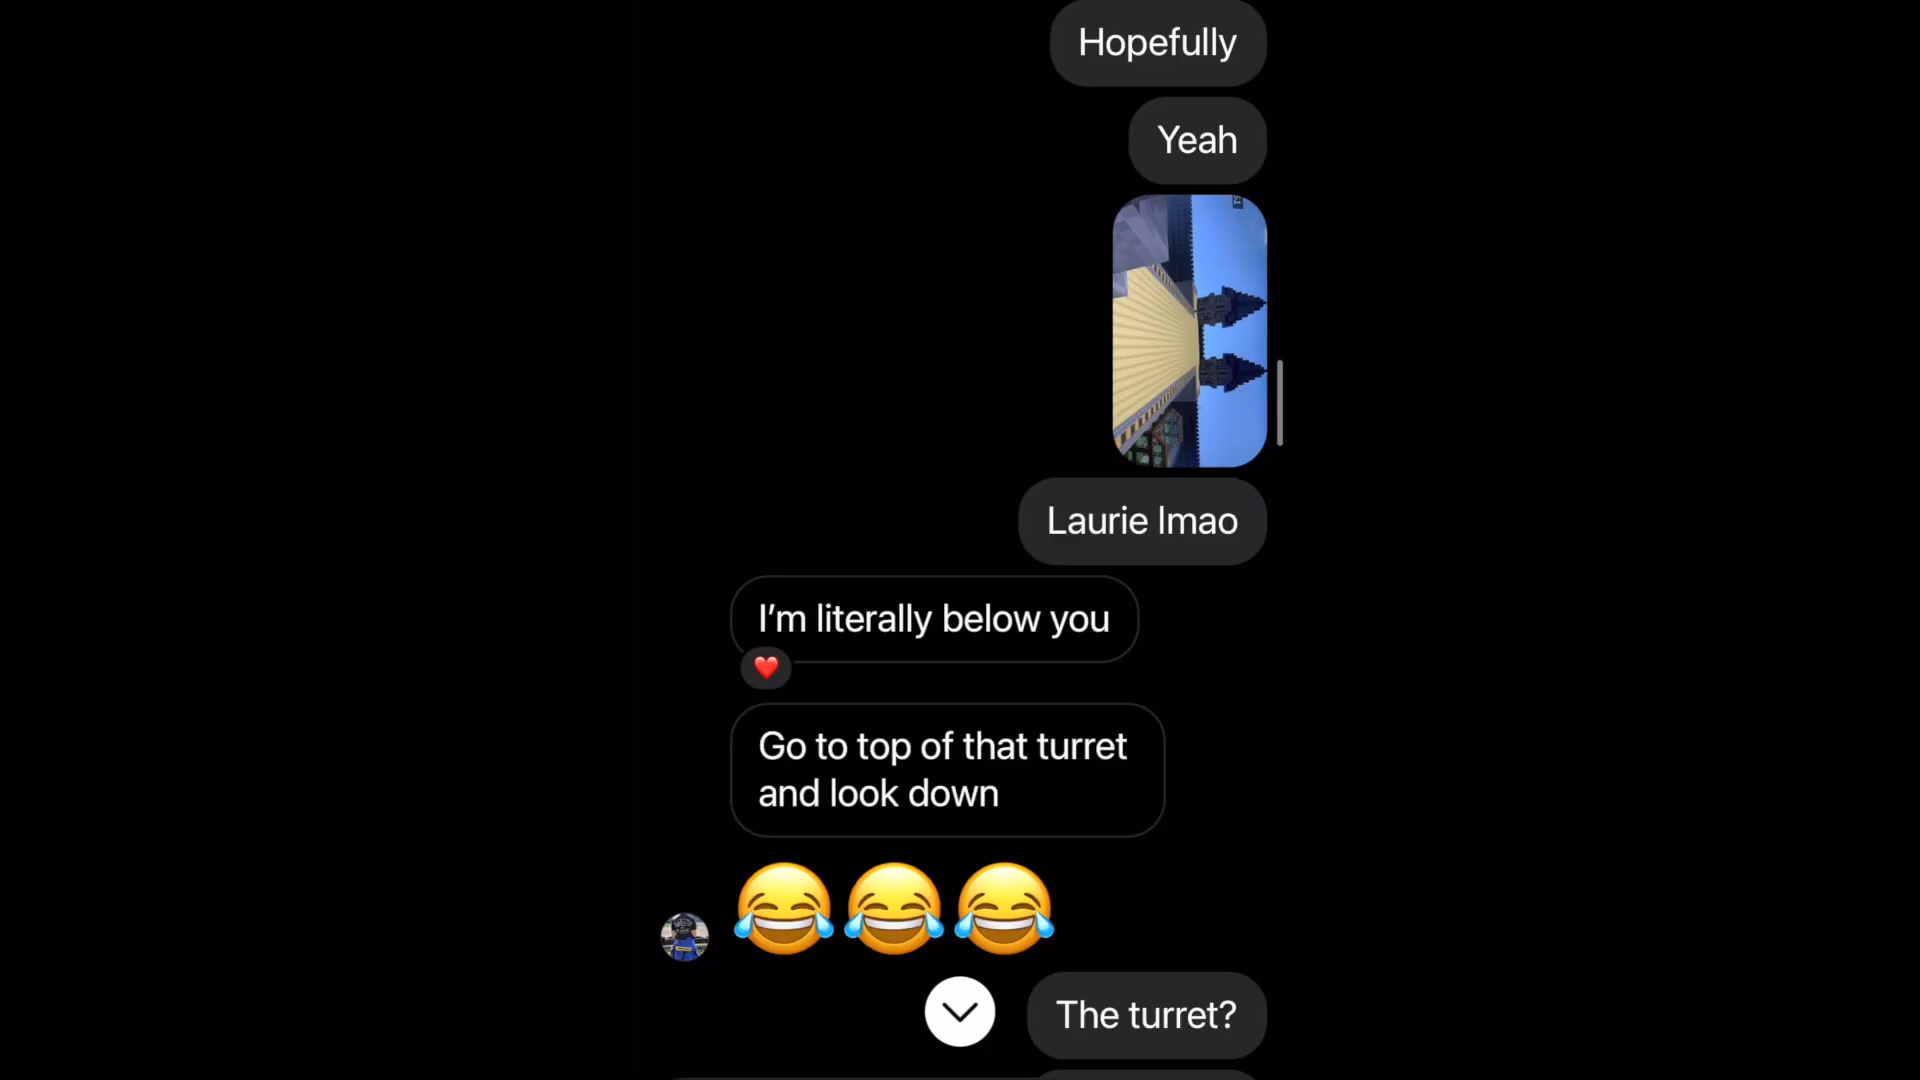 Hopefully
Yeah
Laurie lmao
I'm literally below you
Go to top of that turret
and look down
The turret?